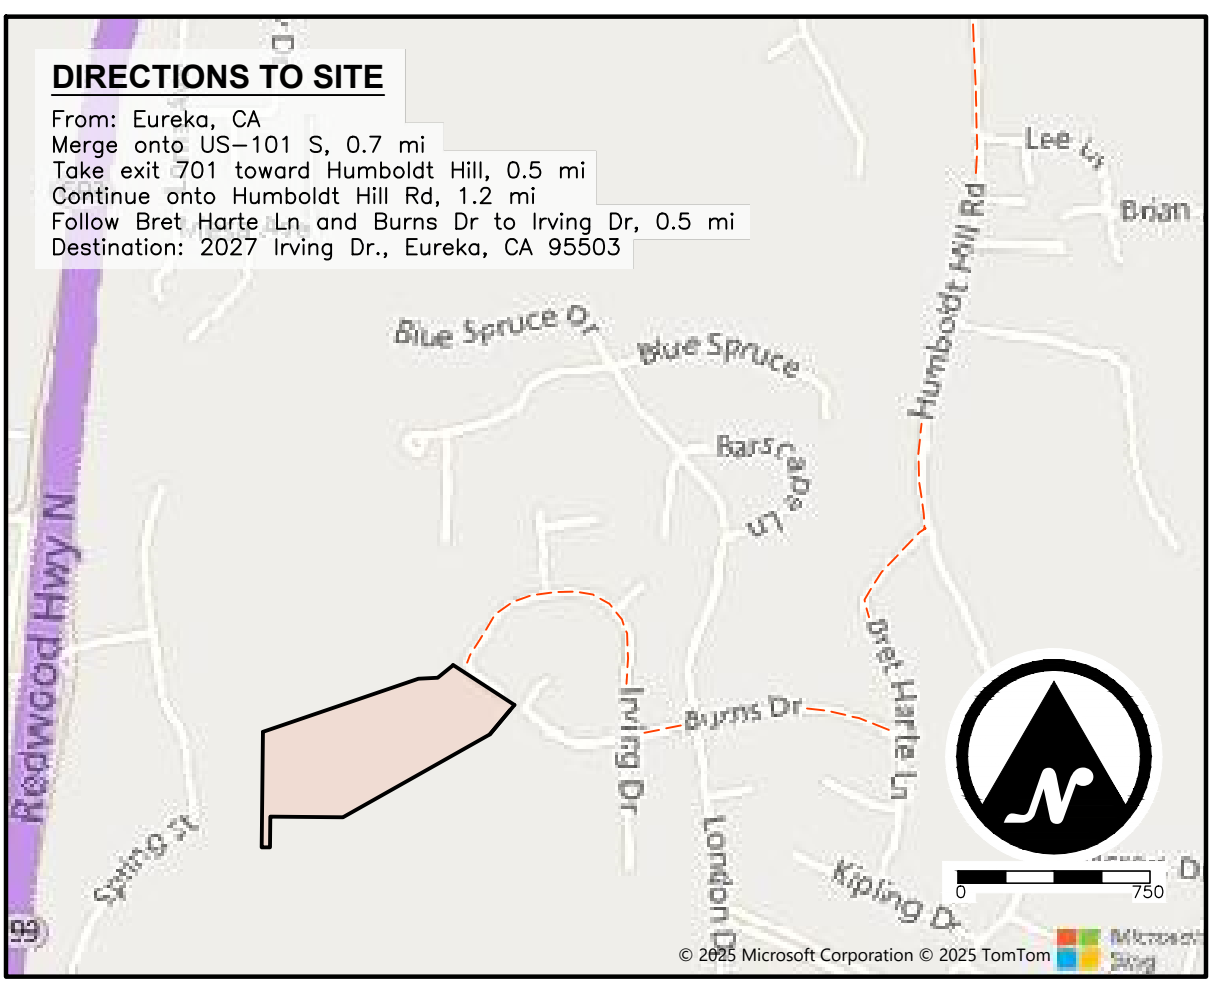 DIRECTIONS TO SITE
From: Eureka, CA
Merge onto US-101 S, 0.7 mi
Take exit 701 toward Humboldt Hill, 0.5 mi
Continue onto Humboldt Hill Rd, 1.2 mi
Follow Bret Harte Ln and Burns Dr to Irving Dr, 0.5 mi
Destination: 2027 Irving Dr., Eureka, CA 95503
Lee Ln
Brian
Humboldt Hill Rd
Blue Spruce Dr
Blue Spruce
Barscape Ln
Redwood Hwy N
Bret Harte Ln
Burns Dr
Irving Dr
Spring St
London D
Kipling Dr
N
0 750
© 2025 Microsoft Corporation © 2025 TomTom
Microsoft
Bing